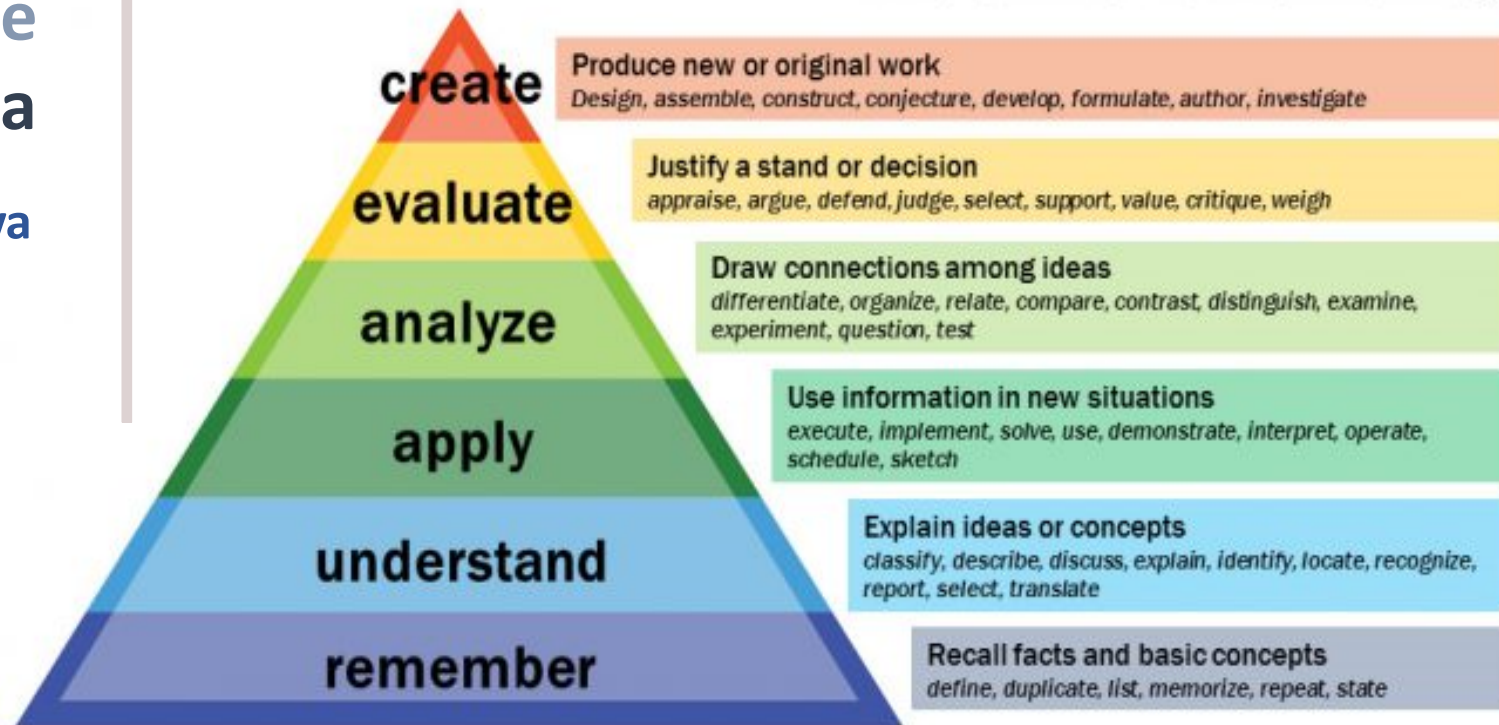 e
a
va
create
Produce new or original work
Design, assemble, construct, conjecture, develop, formulate, author, investigate
evaluate
Justify a stand or decision
appraise, argue, defend, judge, select, support, value, critique, weigh
analyze
Draw connections among ideas
differentiate, organize, relate, compare, contrast, distinguish, examine,
experiment, question, test
apply
Use information in new situations
execute, implement, solve, use, demonstrate, interpret, operate,
schedule, sketch
understand
Explain ideas or concepts
classify, describe, discuss, explain, identify, locate, recognize,
report, select, translate
remember
Recall facts and basic concepts
define, duplicate, list, memorize, repeat, state